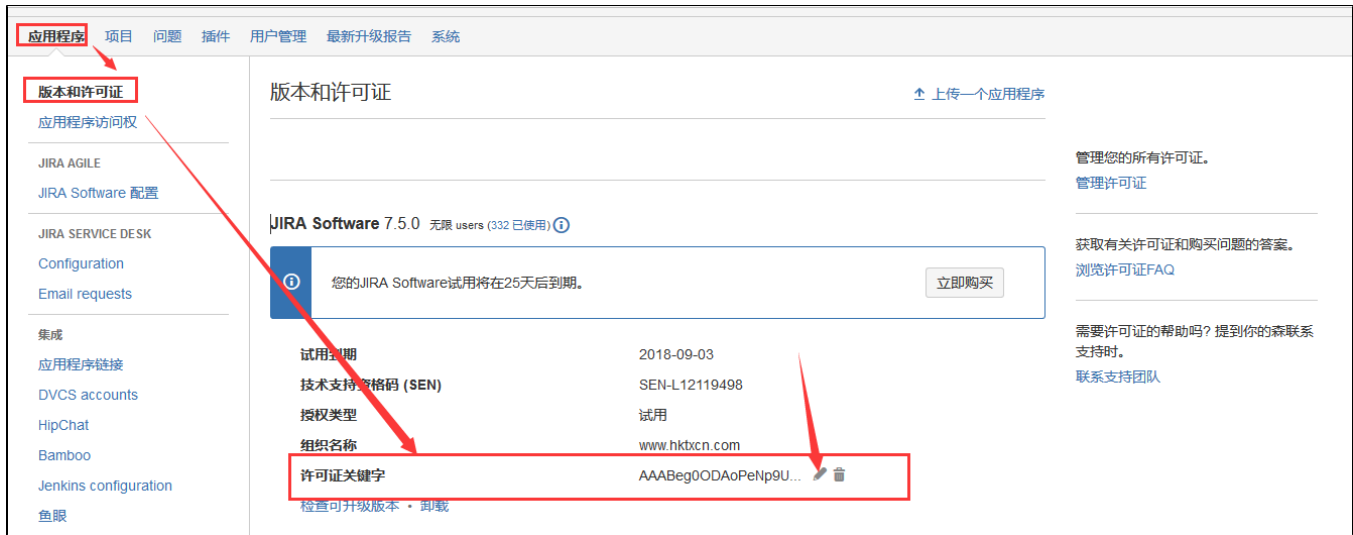 应用程序 项目 问题 插件 用户管理 最新升级报告 系统
版本和许可证
应用程序访问权
JIRA AGILE
JIRA Software 配置
JIRA SERVICE DESK
Configuration
Email requests
集成
应用程序链接
DVCS accounts
HipChat
Bamboo
Jenkins configuration
鱼眼
版本和许可证
上传一个应用程序
JIRA Software 7.5.0 无限 users (332 已使用)
您的JIRA Software试用将在25天后到期。
立即购买
试用到期 2018-09-03
技术支持资格码 (SEN) SEN-L12119498
授权类型 试用
组织名称 www.hktxcn.com
许可证关键字 AAABeg0ODAoPeNp9U...
检查可升级版本 · 卸载
管理您的所有许可证。
管理许可证
获取有关许可证和购买问题的答案。
浏览许可证FAQ
需要许可证的帮助吗? 提到你的森联系
支持时。
联系支持团队